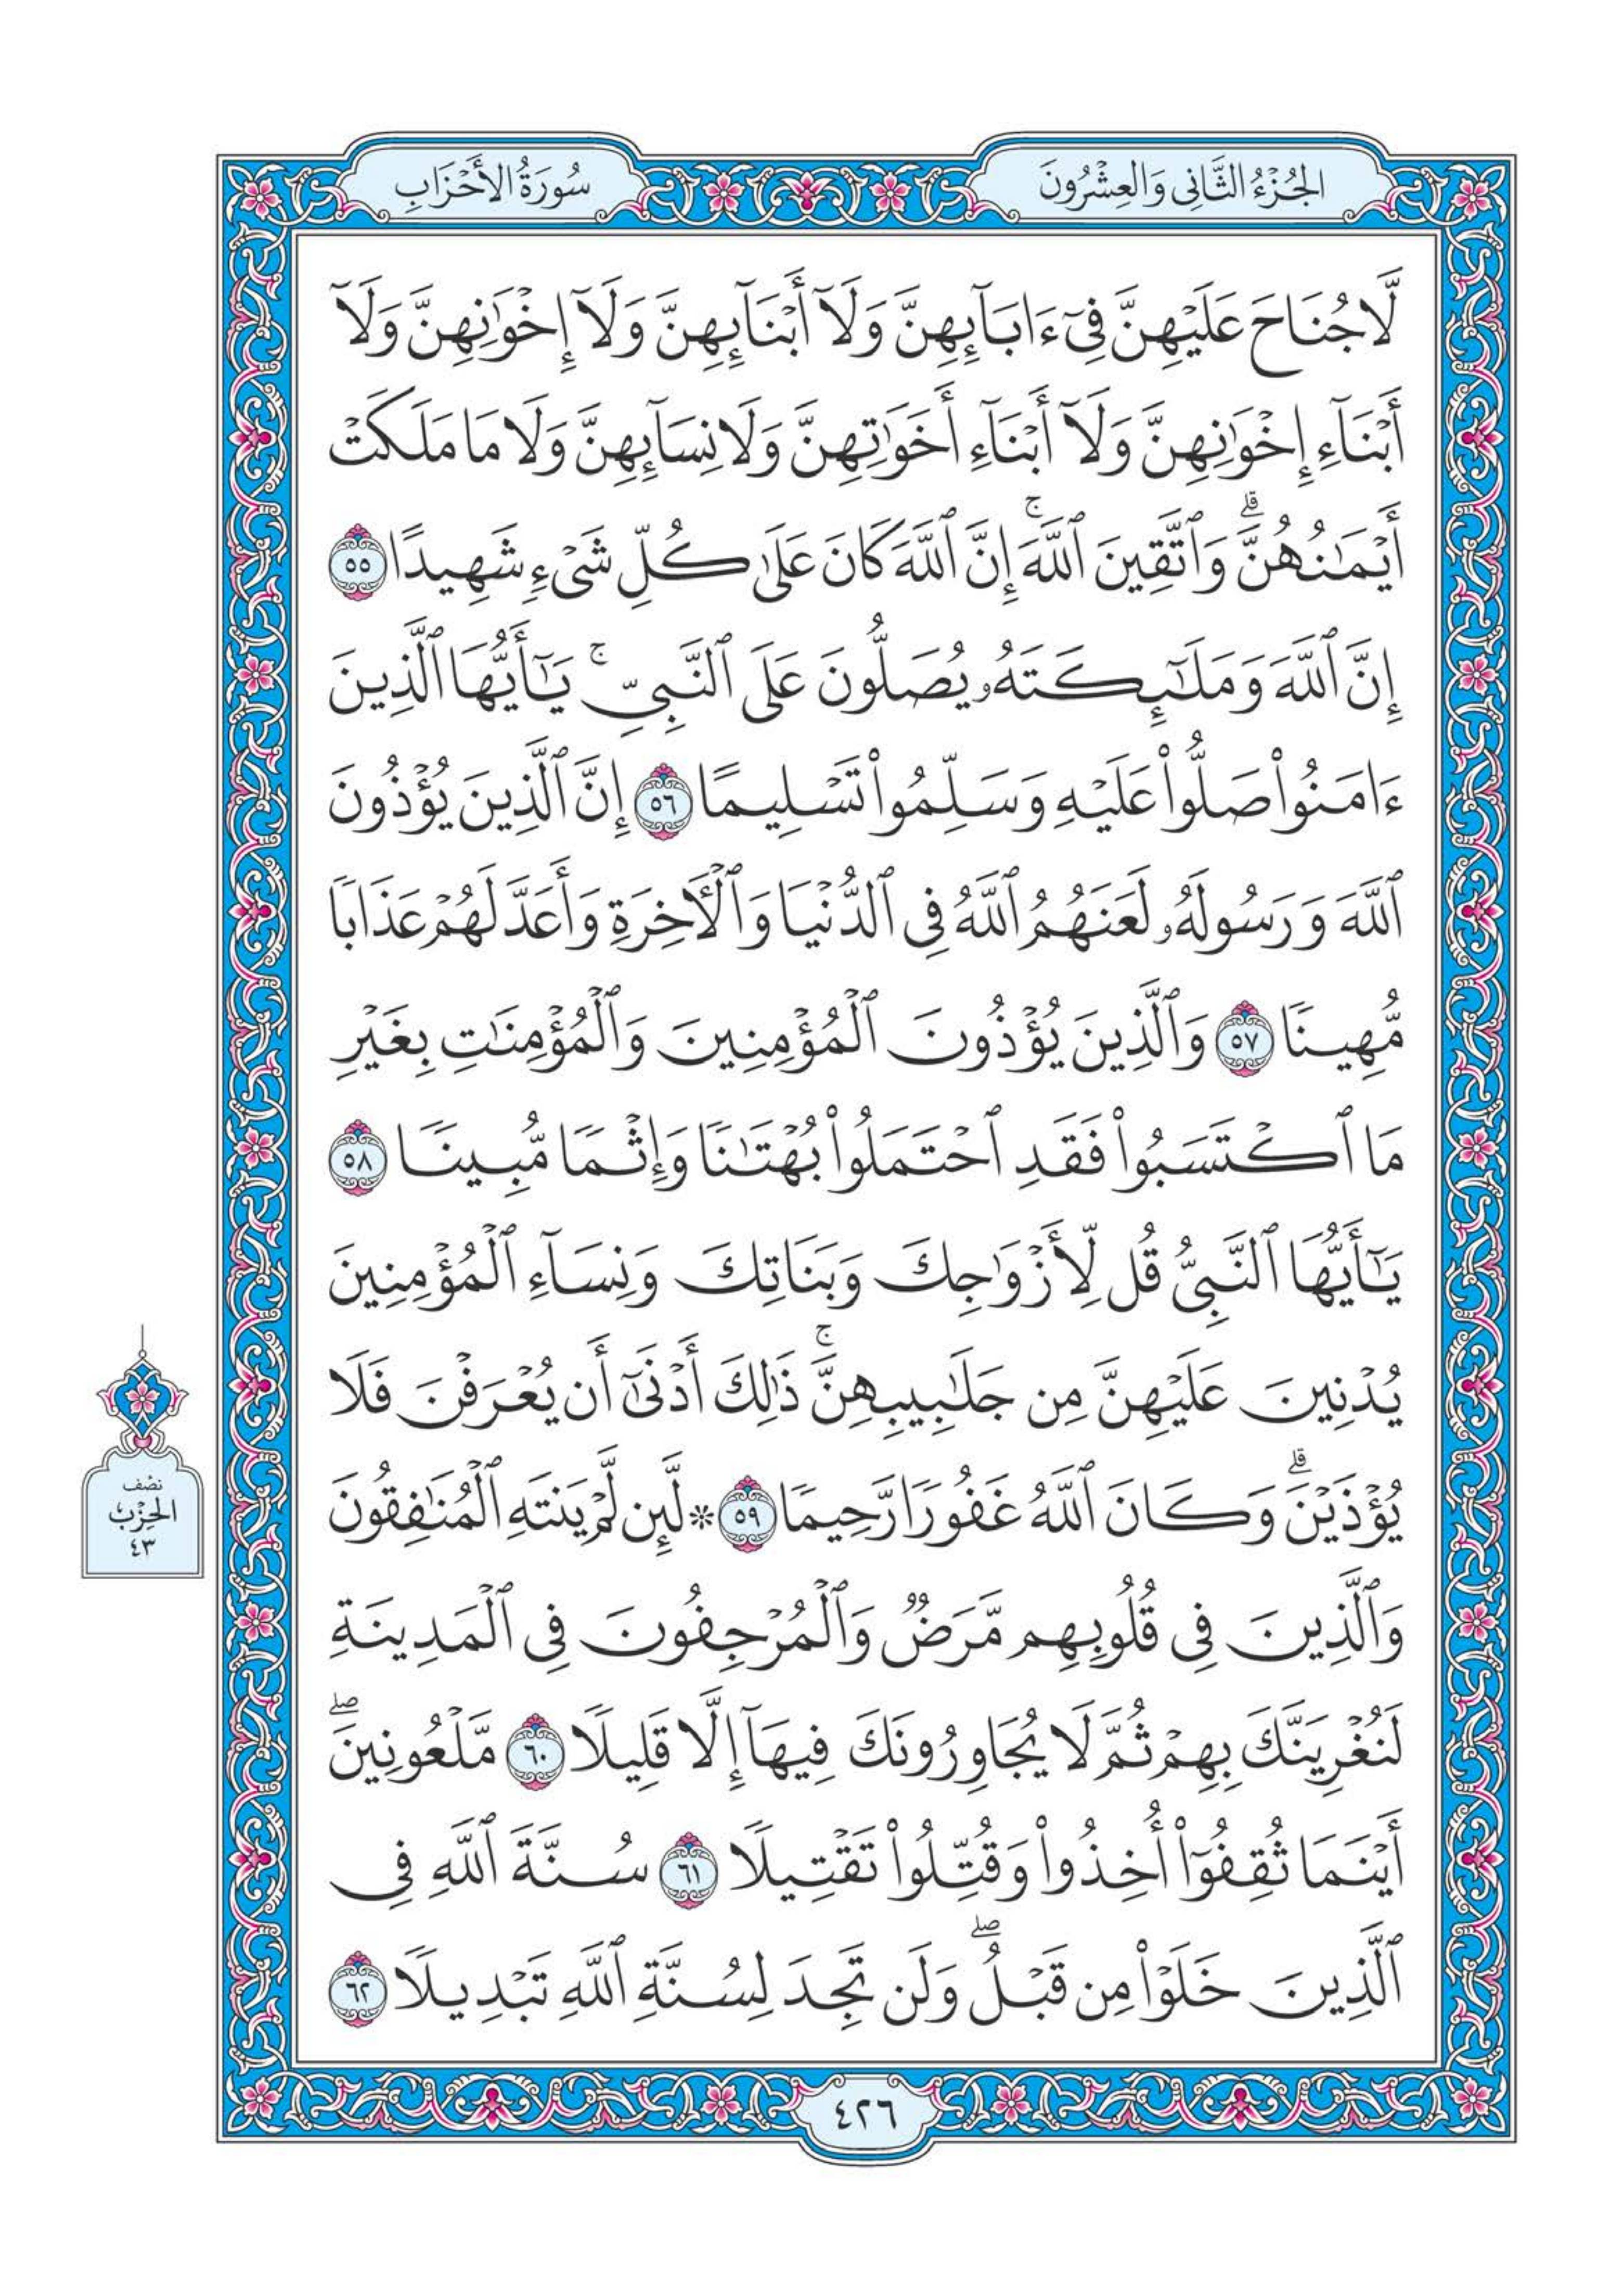 الجُزْءُ الثَّانِي وَالعِشْرُونَ
سُورَةُ الأَحْزَابِ
لَّا جُنَاحَ عَلَيْهِنَّ فِىٓ ءَابَآئِهِنَّ وَلَآ أَبْنَآئِهِنَّ وَلَآ إِخْوَٰنِهِنَّ وَلَآ
أَبْنَآءِ إِخْوَٰنِهِنَّ وَلَآ أَبْنَآءِ أَخَوَٰتِهِنَّ وَلَا نِسَآئِهِنَّ وَلَا مَا مَلَكَتْ
أَيْمَٰنُهُنَّۗ وَٱتَّقِينَ ٱللَّهَۚ إِنَّ ٱللَّهَ كَانَ عَلَىٰ كُلِّ شَىْءٍ شَهِيدًا ٥٥
إِنَّ ٱللَّهَ وَمَلَٰٓئِكَتَهُۥ يُصَلُّونَ عَلَى ٱلنَّبِىِّۚ يَٰٓأَيُّهَا ٱلَّذِينَ
ءَامَنُوا۟ صَلُّوا۟ عَلَيْهِ وَسَلِّمُوا۟ تَسْلِيمًا ٥٦ إِنَّ ٱلَّذِينَ يُؤْذُونَ
ٱللَّهَ وَرَسُولَهُۥ لَعَنَهُمُ ٱللَّهُ فِى ٱلدُّنْيَا وَٱلْءَاخِرَةِ وَأَعَدَّ لَهُمْ عَذَابًا
مُّهِينًا ٥٧ وَٱلَّذِينَ يُؤْذُونَ ٱلْمُؤْمِنِينَ وَٱلْمُؤْمِنَٰتِ بِغَيْرِ
مَا ٱكْتَسَبُوا۟ فَقَدِ ٱحْتَمَلُوا۟ بُهْتَٰنًا وَإِثْمًا مُّبِينًا ٥٨
يَٰٓأَيُّهَا ٱلنَّبِىُّ قُل لِّأَزْوَٰجِكَ وَبَنَاتِكَ وَنِسَآءِ ٱلْمُؤْمِنِينَ
يُدْنِينَ عَلَيْهِنَّ مِن جَلَٰبِيبِهِنَّۚ ذَٰلِكَ أَدْنَىٰٓ أَن يُعْرَفْنَ فَلَا
يُؤْذَيْنَۗ وَكَانَ ٱللَّهُ غَفُورًا رَّحِيمًا ٥٩ ۞ لَّئِن لَّمْ يَنتَهِ ٱلْمُنَٰفِقُونَ
وَٱلَّذِينَ فِى قُلُوبِهِم مَّرَضٌ وَٱلْمُرْجِفُونَ فِى ٱلْمَدِينَةِ
لَنُغْرِيَنَّكَ بِهِمْ ثُمَّ لَا يُجَاوِرُونَكَ فِيهَآ إِلَّا قَلِيلًا ٦٠ مَّلْعُونِينَۖ
أَيْنَمَا ثُقِفُوٓا۟ أُخِذُوا۟ وَقُتِّلُوا۟ تَقْتِيلًا ٦١ سُنَّةَ ٱللَّهِ فِى
ٱلَّذِينَ خَلَوْا۟ مِن قَبْلُۖ وَلَن تَجِدَ لِسُنَّةِ ٱللَّهِ تَبْدِيلًا ٦٢
نصف
الحِزْب
٤٣
٤٢٦